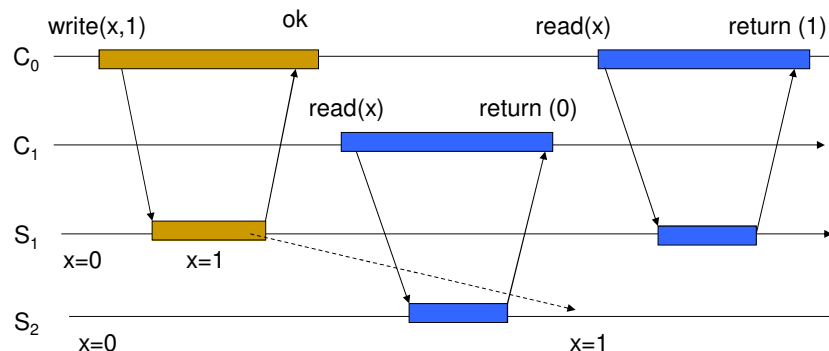 write(x,1) ok read(x) return (1)
C0
read(x) return (0)
C1
S1
x=0 x=1
S2
x=0 x=1